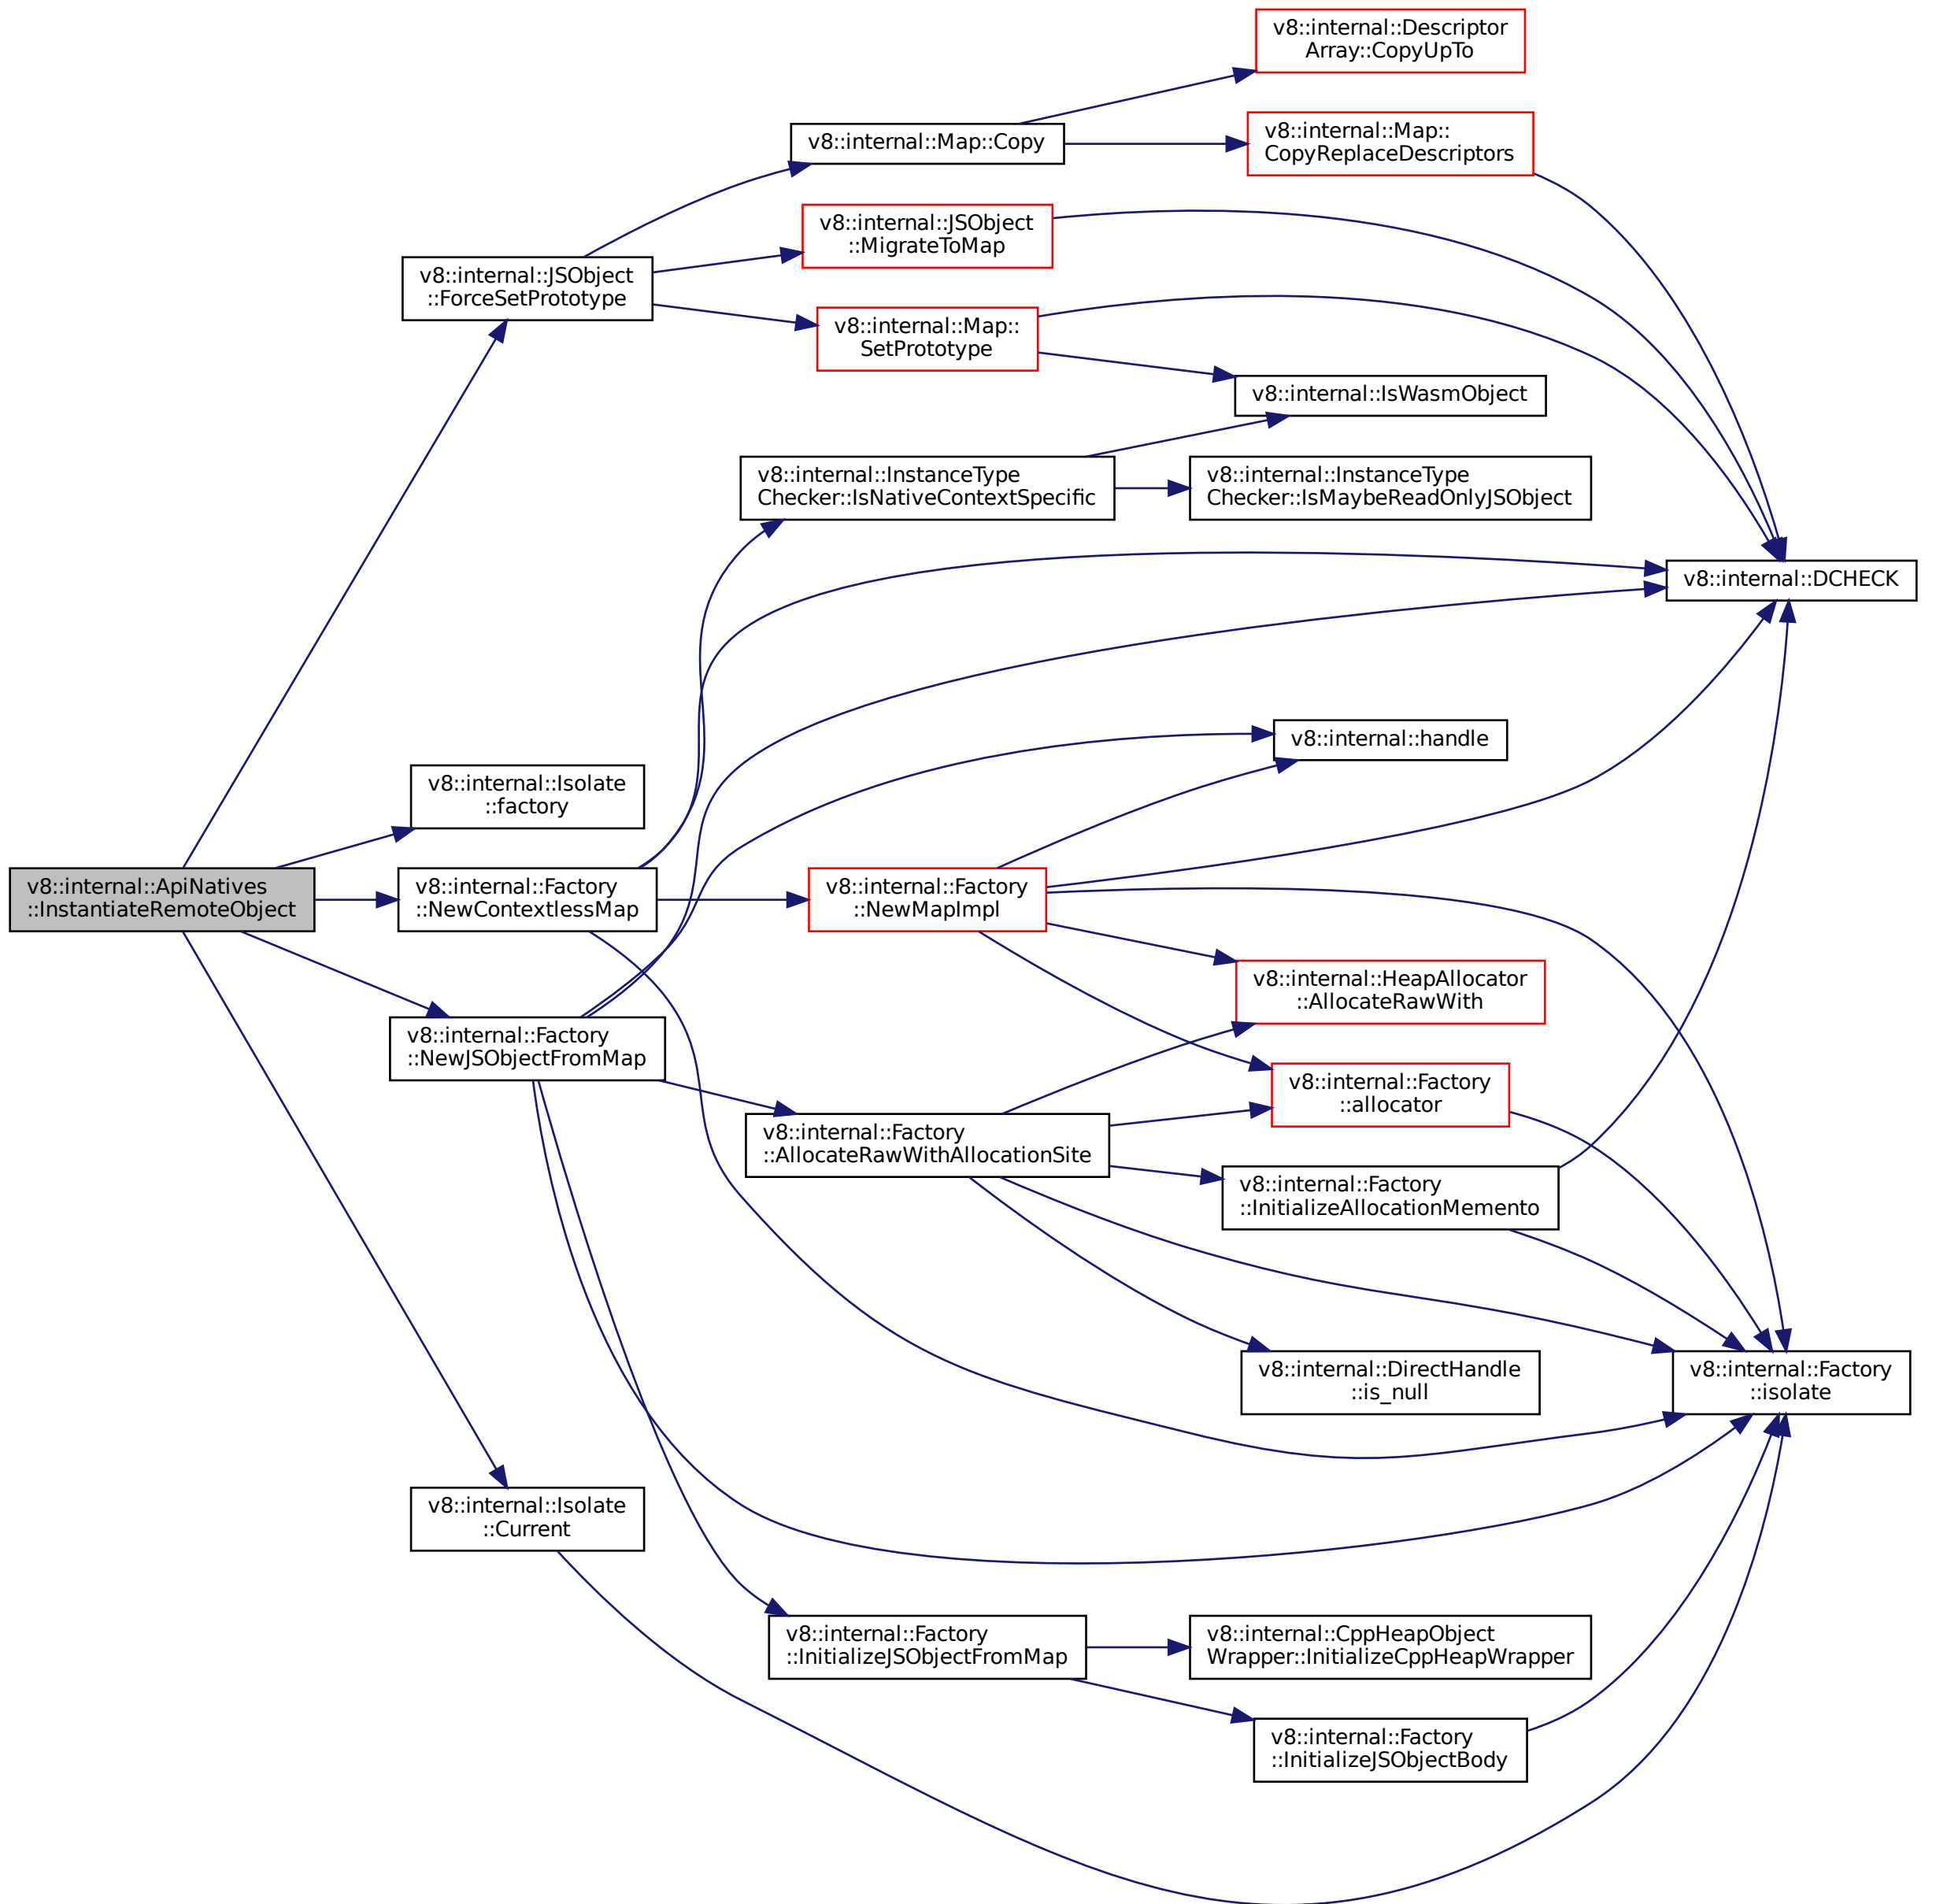 v8::internal::Descriptor
Array::CopyUpTo
v8::internal::Map::Copy
v8::internal::Map::
CopyReplaceDescriptors
v8::internal::JSObject
::MigrateToMap
v8::internal::JSObject
::ForceSetPrototype
v8::internal::Map::
SetPrototype
v8::internal::IsWasmObject
v8::internal::InstanceType
Checker::IsNativeContextSpecific
v8::internal::InstanceType
Checker::IsMaybeReadOnlyJSObject
v8::internal::DCHECK
v8::internal::handle
v8::internal::Isolate
::factory
v8::internal::ApiNatives
::InstantiateRemoteObject
v8::internal::Factory
::NewContextlessMap
v8::internal::Factory
::NewMapImpl
v8::internal::HeapAllocator
::AllocateRawWith
v8::internal::Factory
::NewJSObjectFromMap
v8::internal::Factory
::allocator
v8::internal::Factory
::AllocateRawWithAllocationSite
v8::internal::Factory
::InitializeAllocationMemento
v8::internal::DirectHandle
::is_null
v8::internal::Factory
::isolate
v8::internal::Isolate
::Current
v8::internal::Factory
::InitializeJSObjectFromMap
v8::internal::CppHeapObject
Wrapper::InitializeCppHeapWrapper
v8::internal::Factory
::InitializeJSObjectBody